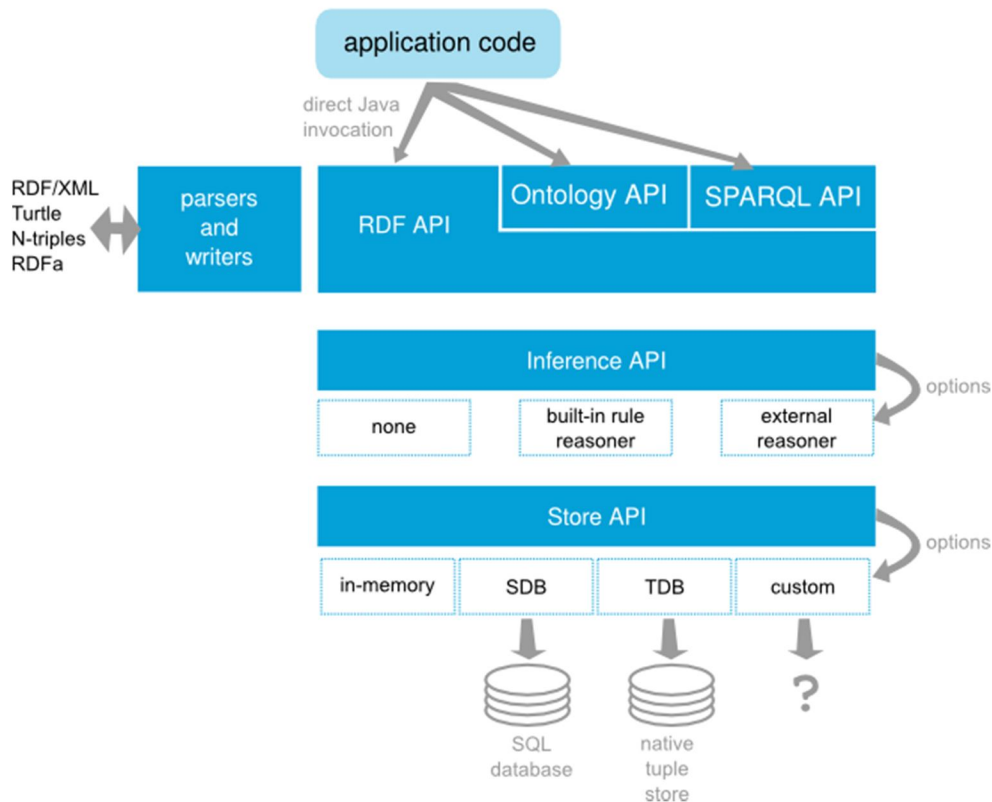 application code
direct Java
invocation
RDF/XML
Turtle
N-triples
RDFa
parsers
and
writers
RDF API
Ontology API
SPARQL API
Inference API
options
none
built-in rule
reasoner
external
reasoner
Store API
options
in-memory
SDB
TDB
custom
?
SQL
database
native
tuple
store